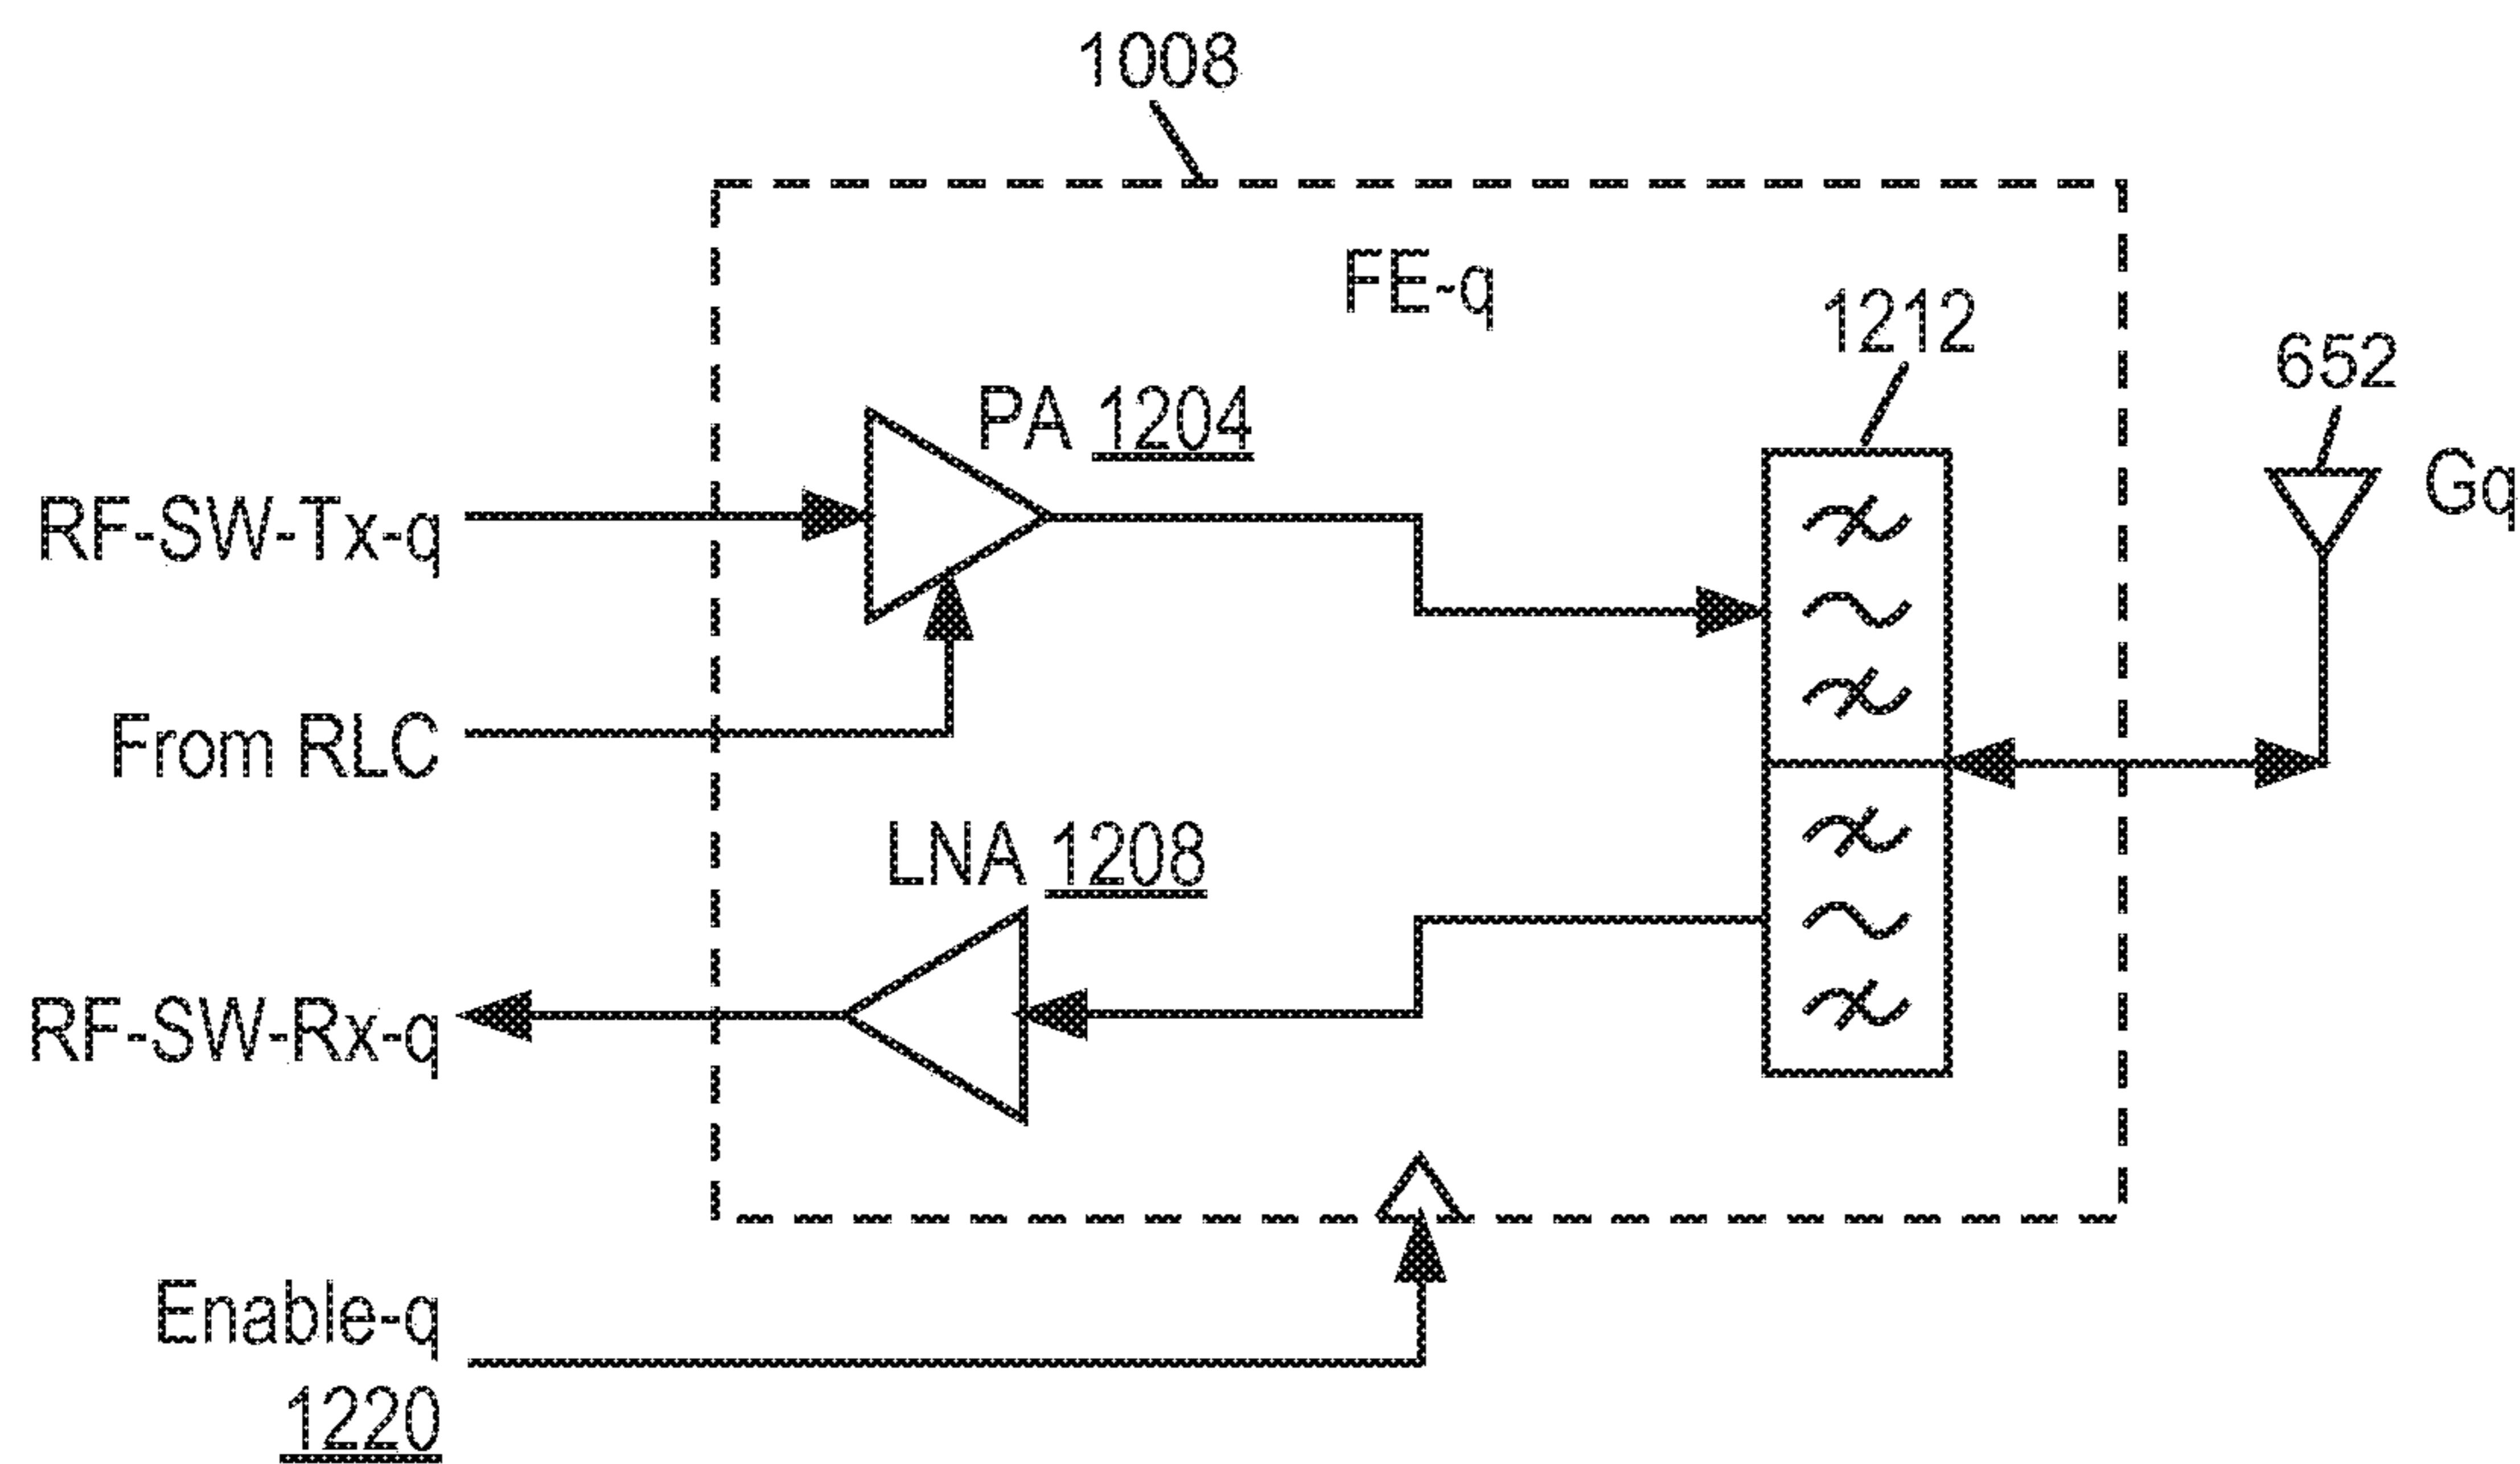 1008
FE-q
1212
652
Gq
PA 1204
RF-SW-Tx-q
From RLC
LNA 1208
RF-SW-Rx-q
Enable-q
1220